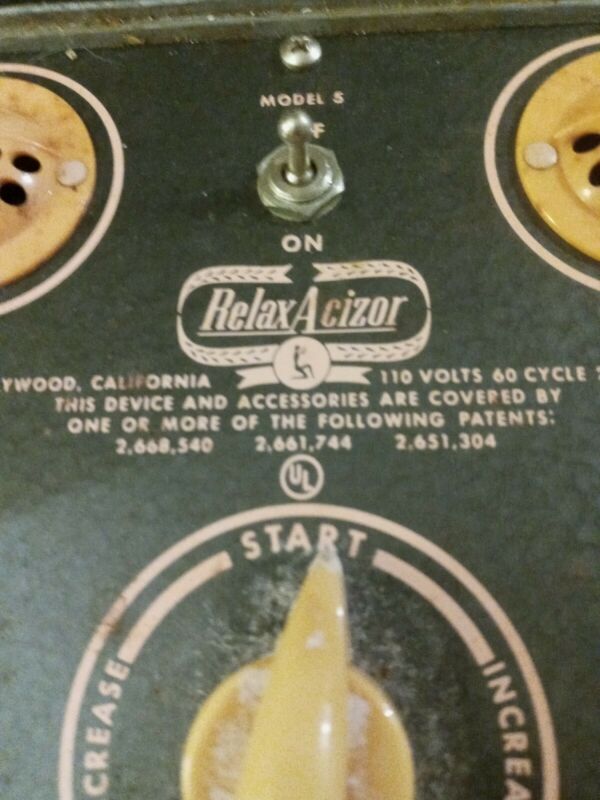 MODEL 5
F
ON
RelaxAcizor
YWOOD, CALIFORNIA 110 VOLTS 60 CYCLE
THIS DEVICE AND ACCESSORIES ARE COVERED BY
ONE OR MORE OF THE FOLLOWING PATENTS:
2,668,540 2,661,744 2,651,304
UL
START
CREASE INCREA